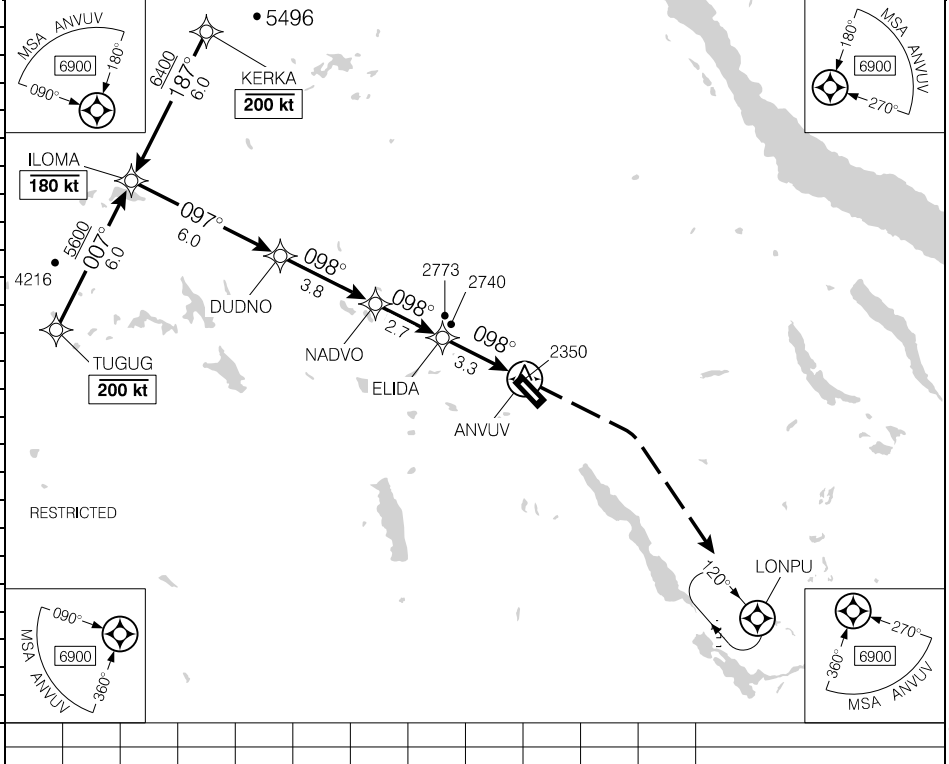 MSA ANVUV
6900
180°
090°
5496
KERKA
200 kt
6400
187°
6.0
MSA ANVUV
6900
180°
270°
ILOMA
180 kt
5600
007°
6.0
4216
097°
6.0
DUDNO
098°
3.8
NADVO
098°
2.7
2773
2740
ELIDA
098°
3.3
2350
ANVUV
TUGUG
200 kt
RESTRICTED
120°
LONPU
MSA ANVUV
6900
090°
360°
MSA ANVUV
6900
270°
360°